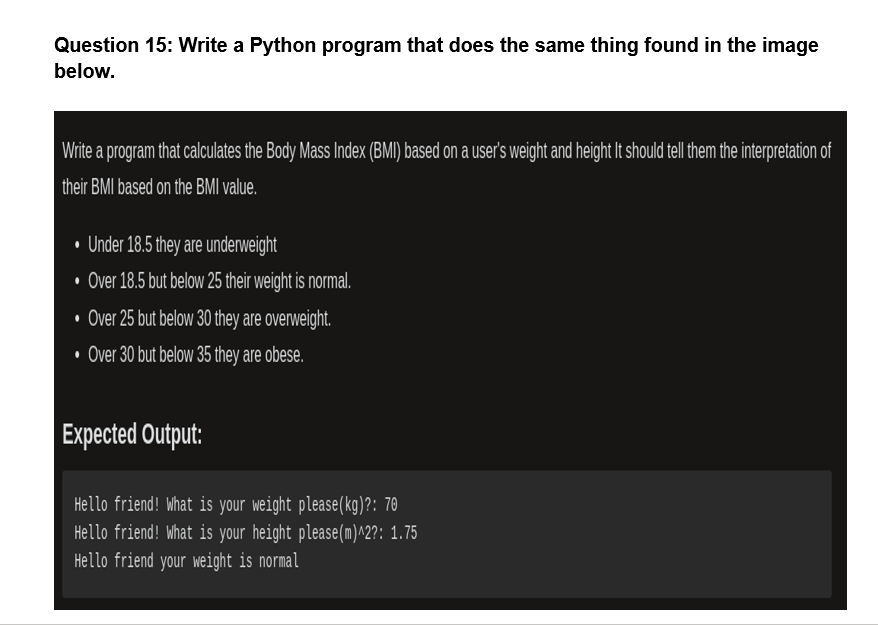 Question 15: Write a Python program that does the same thing found in the image
below.
Write a program that calculates the Body Mass Index (BMI) based on a user's weight and height It should tell them the interpretation of
their BMI based on the BMI value.
• Under 18.5 they are underweight
• Over 18.5 but below 25 their weight is normal.
• Over 25 but below 30 they are overweight.
• Over 30 but below 35 they are obese.
Expected Output:
Hello friend! What is your weight please(kg)?: 70
Hello friend! What is your height please(m)^2?: 1.75
Hello friend your weight is normal